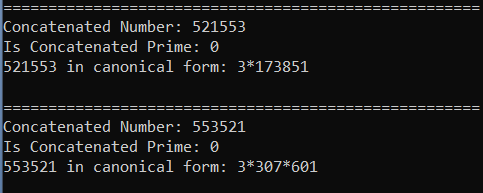 =====================================================
Concatenated Number: 521553
Is Concatenated Prime: 0
521553 in canonical form: 3*173851
=====================================================
Concatenated Number: 553521
Is Concatenated Prime: 0
553521 in canonical form: 3*307*601